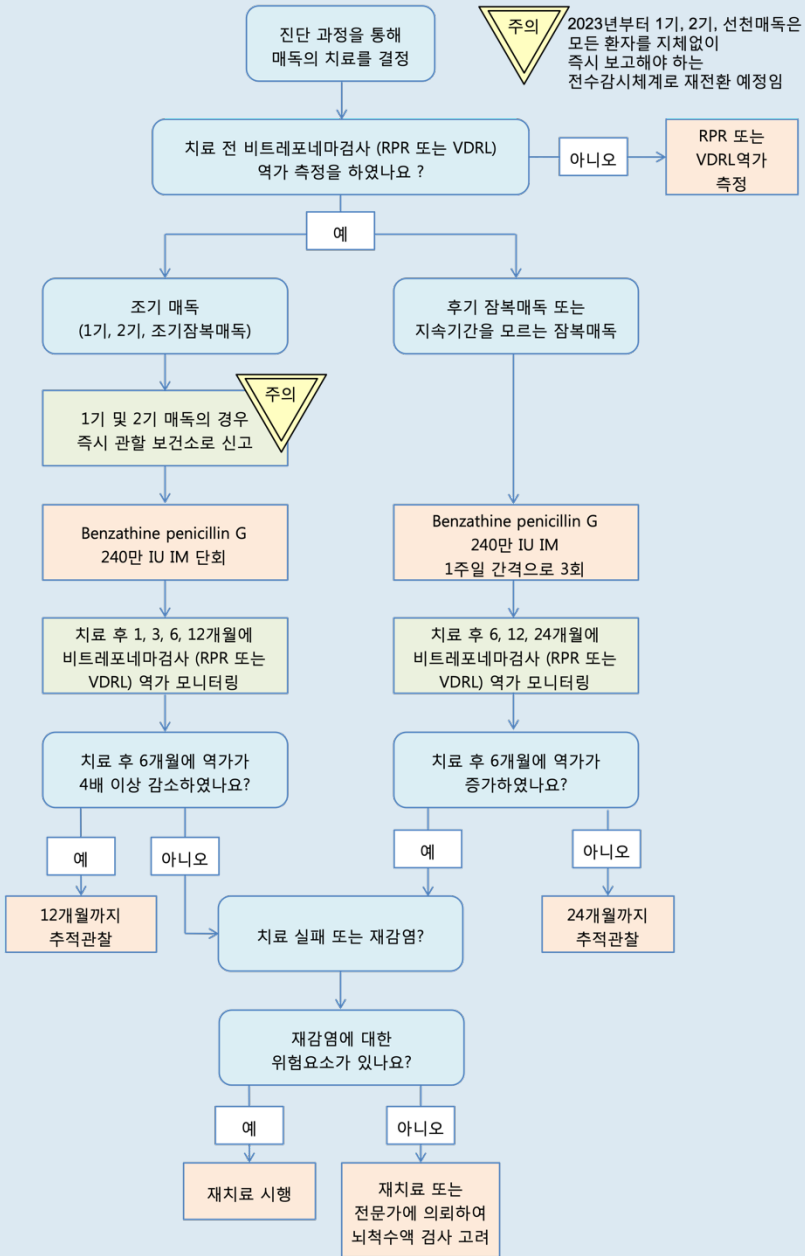 진단 과정을 통해
매독의 치료를 결정
주의
2023년부터 1기, 2기, 선천매독은
모든 환자를 지체없이
즉시 보고해야 하는
전수감시체계로 재전환 예정임
치료 전 비트레포네마검사 (RPR 또는 VDRL)
역가 측정을 하였나요 ?
아니오
RPR 또는
VDRL역가
측정
예
조기 매독
(1기, 2기, 조기잠복매독)
후기 잠복매독 또는
지속기간을 모르는 잠복매독
주의
1기 및 2기 매독의 경우
즉시 관할 보건소로 신고
Benzathine penicillin G
240만 IU IM 단회
Benzathine penicillin G
240만 IU IM
1주일 간격으로 3회
치료 후 1, 3, 6, 12개월에
비트레포네마검사 (RPR 또는
VDRL) 역가 모니터링
치료 후 6, 12, 24개월에
비트레포네마검사 (RPR 또는
VDRL) 역가 모니터링
치료 후 6개월에 역가가
4배 이상 감소하였나요?
치료 후 6개월에 역가가
증가하였나요?
예
아니오
예
아니오
12개월까지
추적관찰
치료 실패 또는 재감염?
24개월까지
추적관찰
재감염에 대한
위험요소가 있나요?
예
아니오
재치료 시행
재치료 또는
전문가에 의뢰하여
뇌척수액 검사 고려